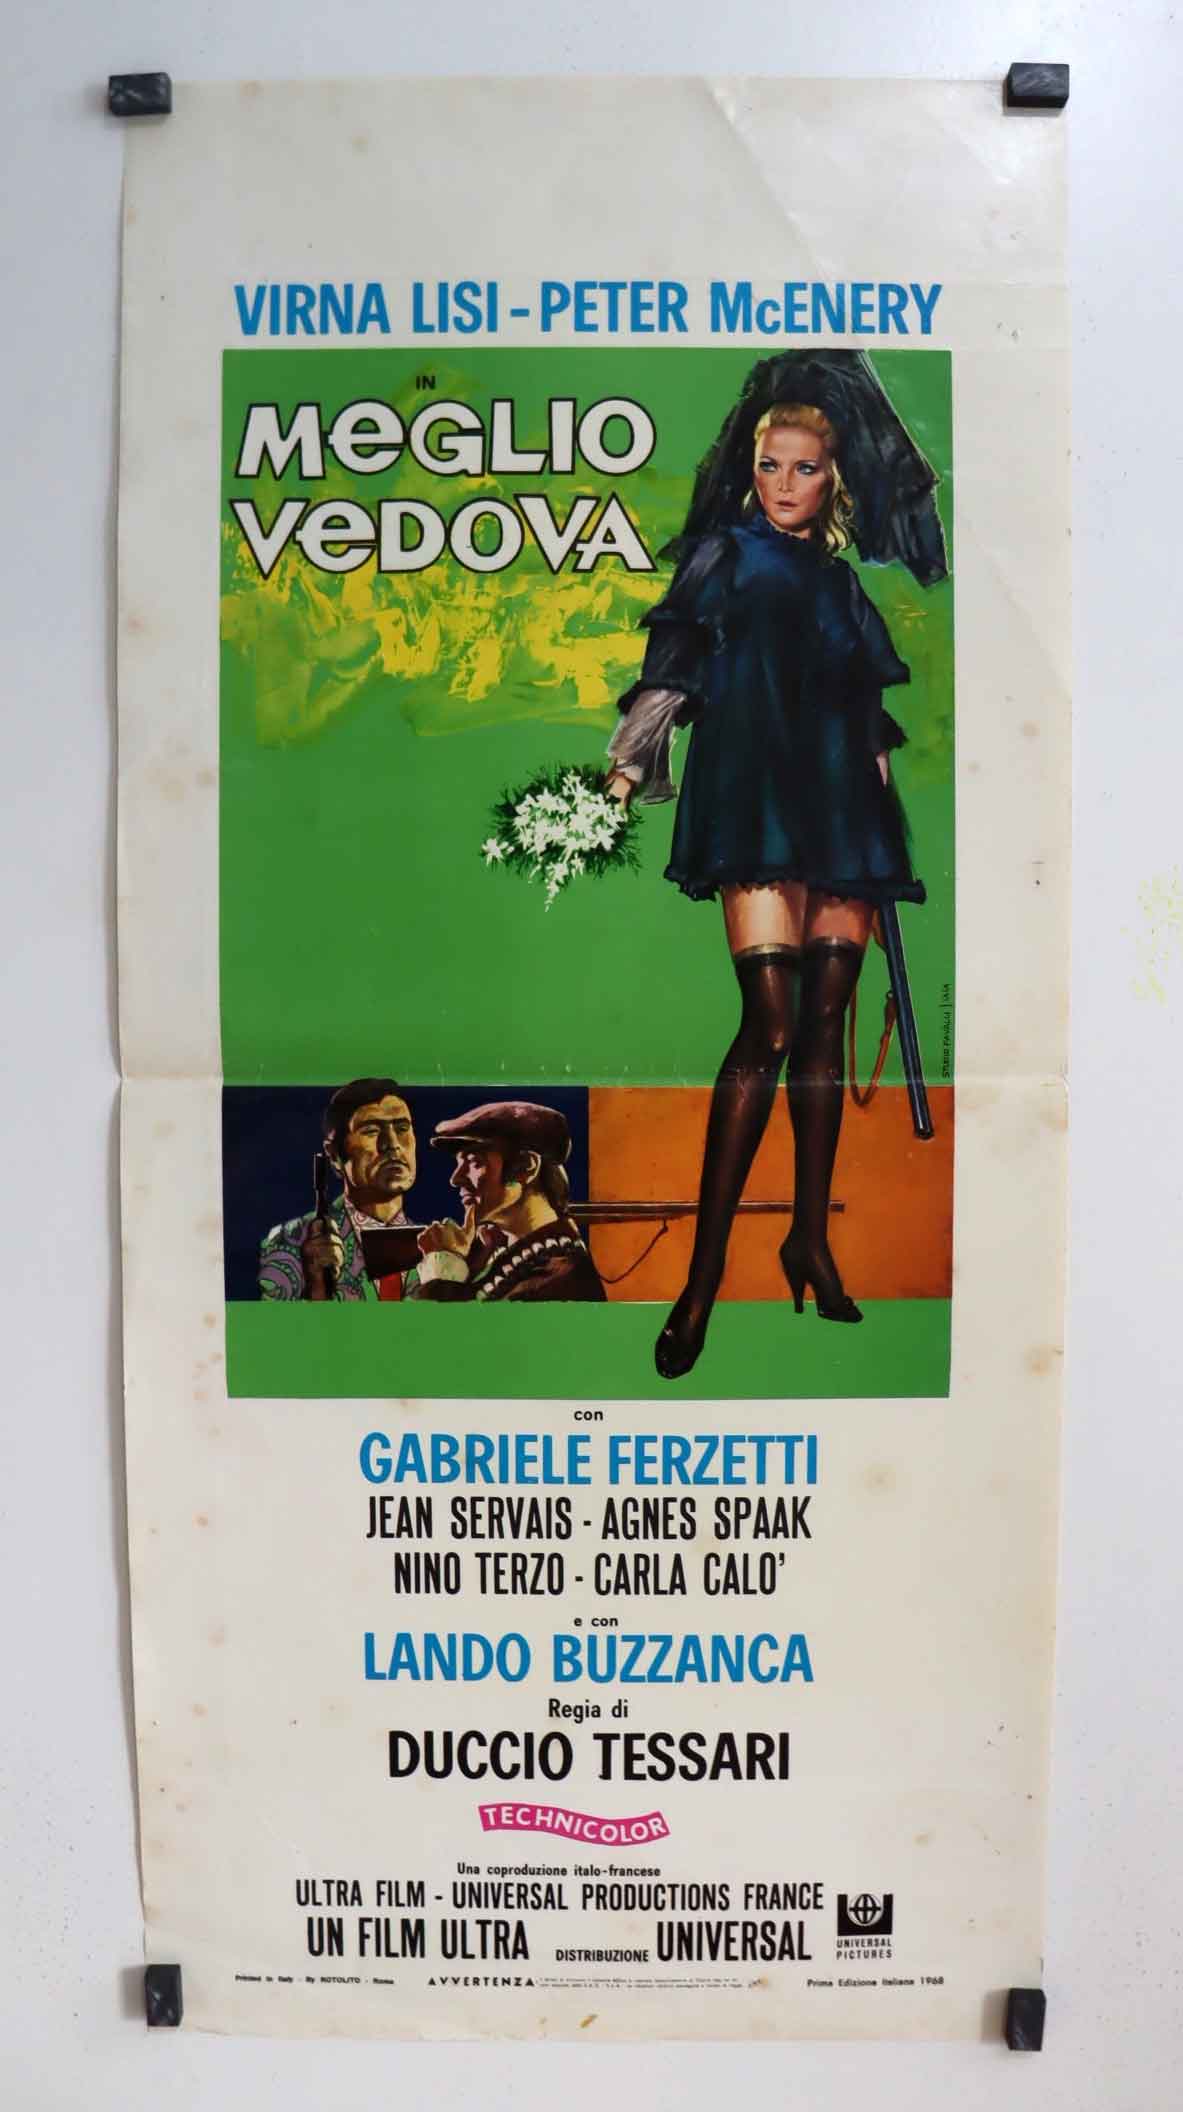 VIRNA LISI - PETER McENERY
IN
MEGLIO
VEDOVA
STUDIO FAVALLI
con
GABRIELE FERZETTI
JEAN SERVAIS - AGNES SPAAK
NINO TERZO - CARLA CALO'
e con
LANDO BUZZANCA
Regia di
DUCCIO TESSARI
TECHNICOLOR
Una coproduzione italo-francese
ULTRA FILM - UNIVERSAL PRODUCTIONS FRANCE
UN FILM ULTRA DISTRIBUZIONE UNIVERSAL
UNIVERSAL
PICTURES
Printed in Italy - By ROTOLITO - Roma AVVERTENZA Prima Edizione Italiana 1968